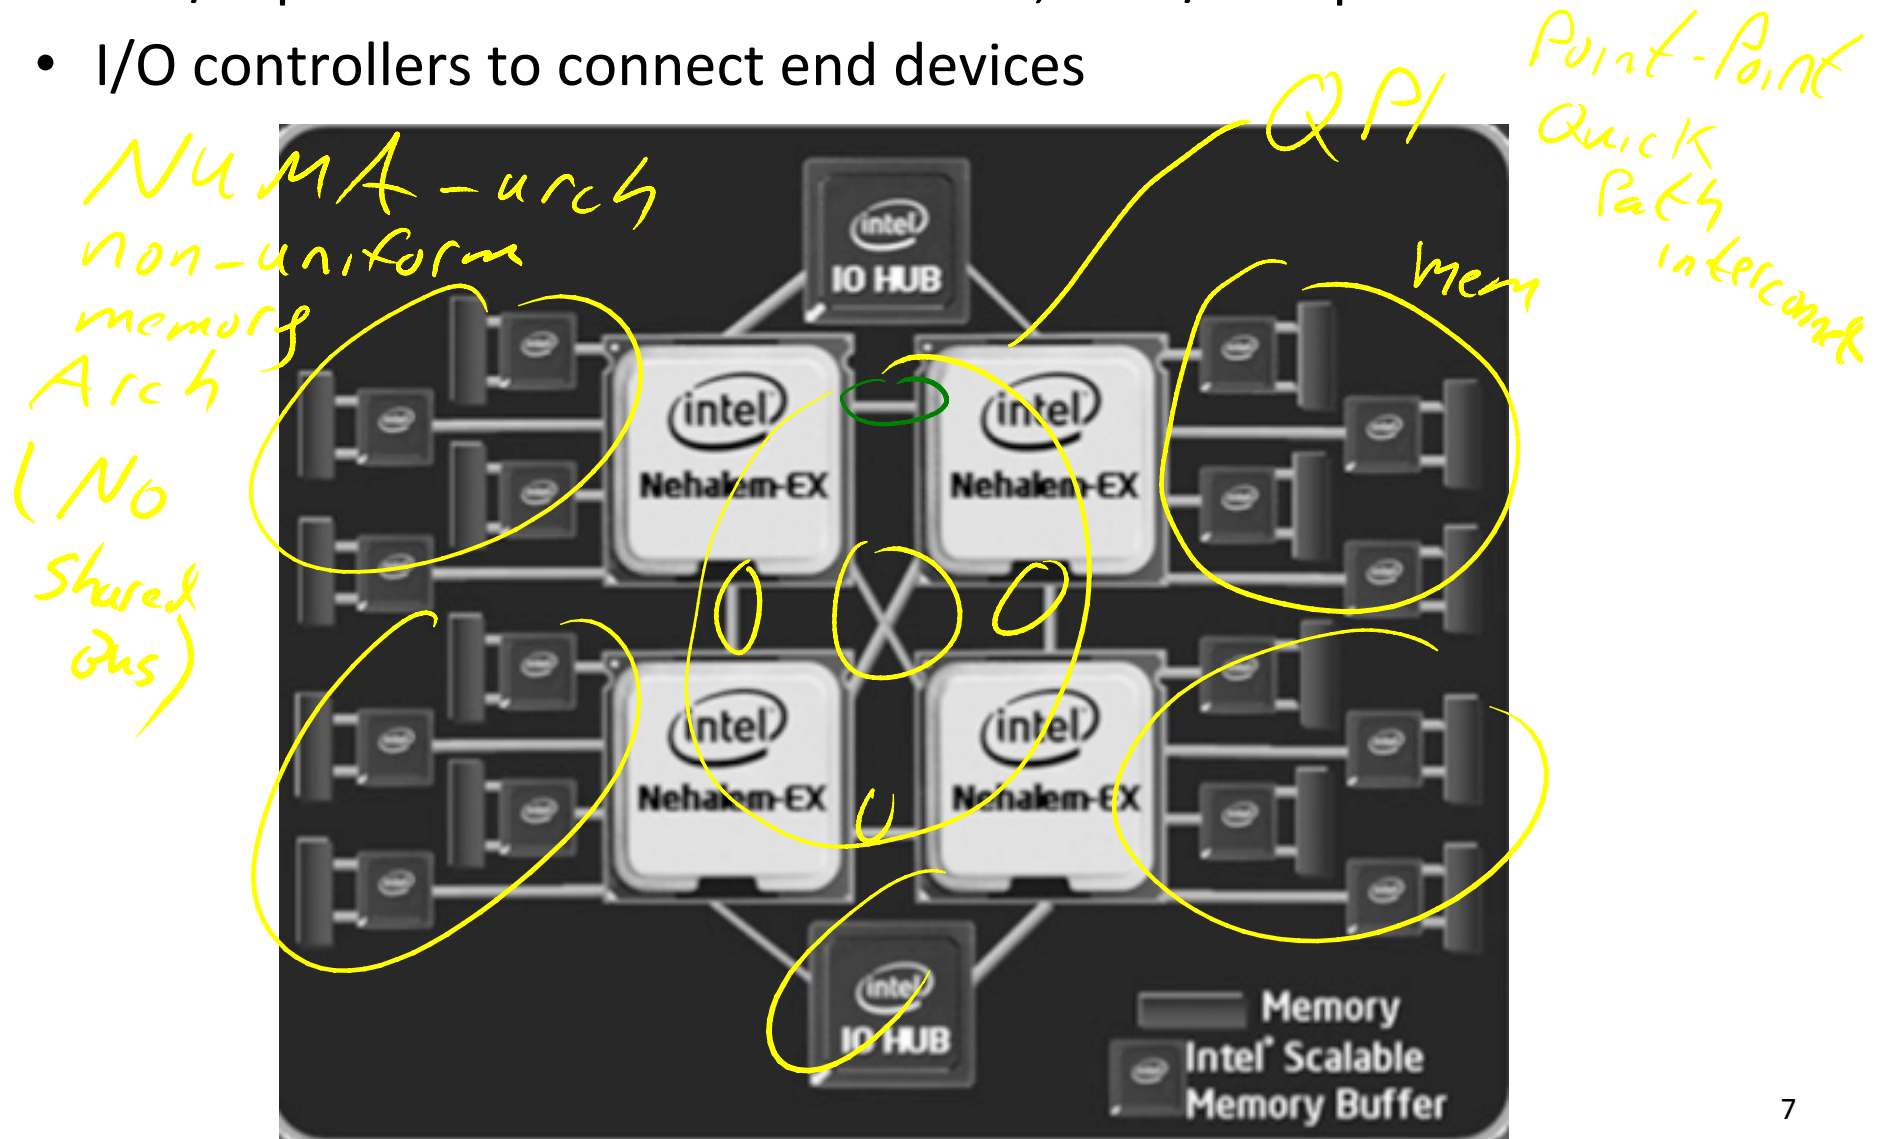 • I/O controllers to connect end devices
Point-Point
QPI
Quick
Path
interconnect
NUMA-arch
non-uniform
memory
Arch
(No
shared
Bus)
mem
intel
IO HUB
intel
Nehalem-EX
intel
Nehalem-EX
intel
Nehalem-EX
intel
Nehalem-EX
intel
IO HUB
Memory
Intel® Scalable
Memory Buffer
7